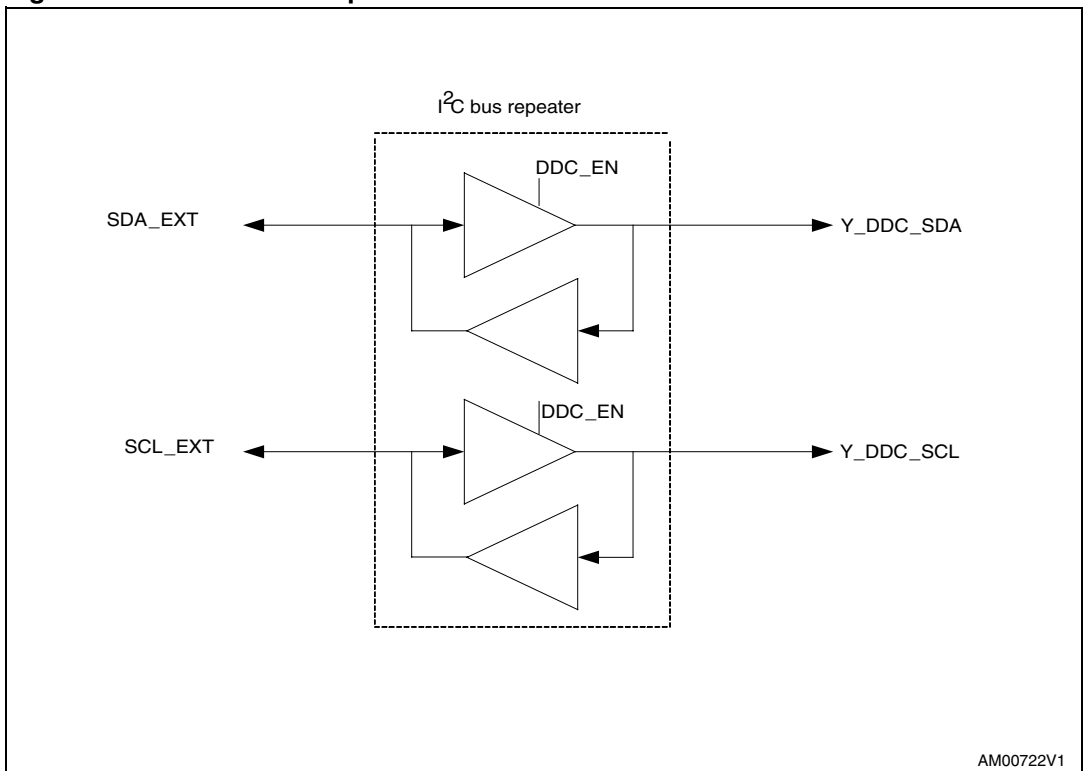 I2C bus repeater
DDC_EN
SDA_EXT
Y_DDC_SDA
DDC_EN
SCL_EXT
Y_DDC_SCL
AM00722V1